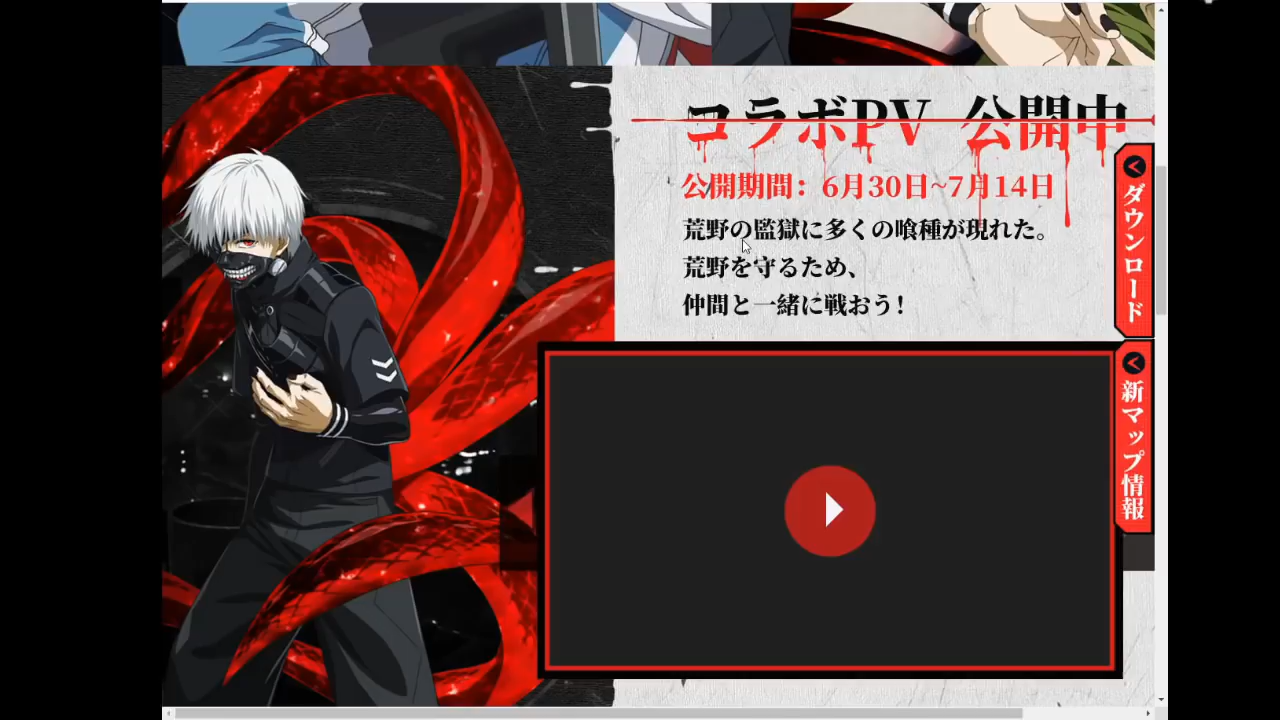 コラボPV 公開中
公開期間：6月30日~7月14日
荒野の監獄に多くの喰種が現れた。
荒野を守るため、
仲間と一緒に戦おう！
ダウンロード
新マップ情報